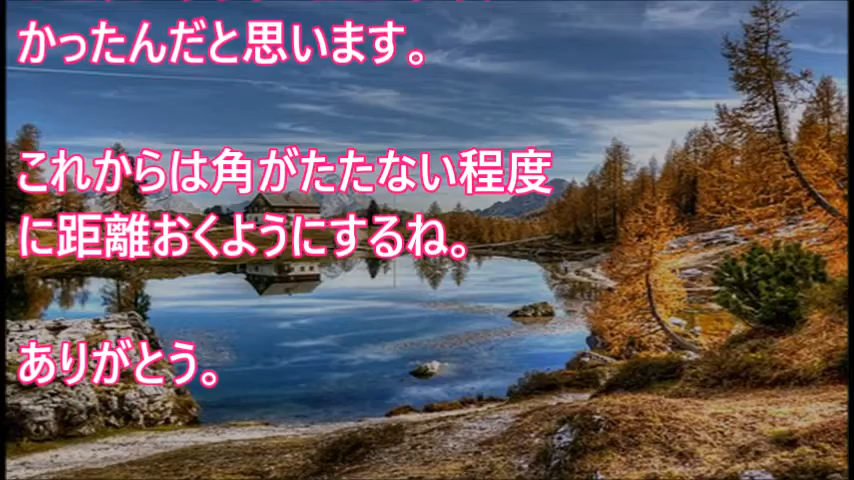 かったんだと思います。
これからは角がたたない程度
に距離おくようにするね。
ありがとう。